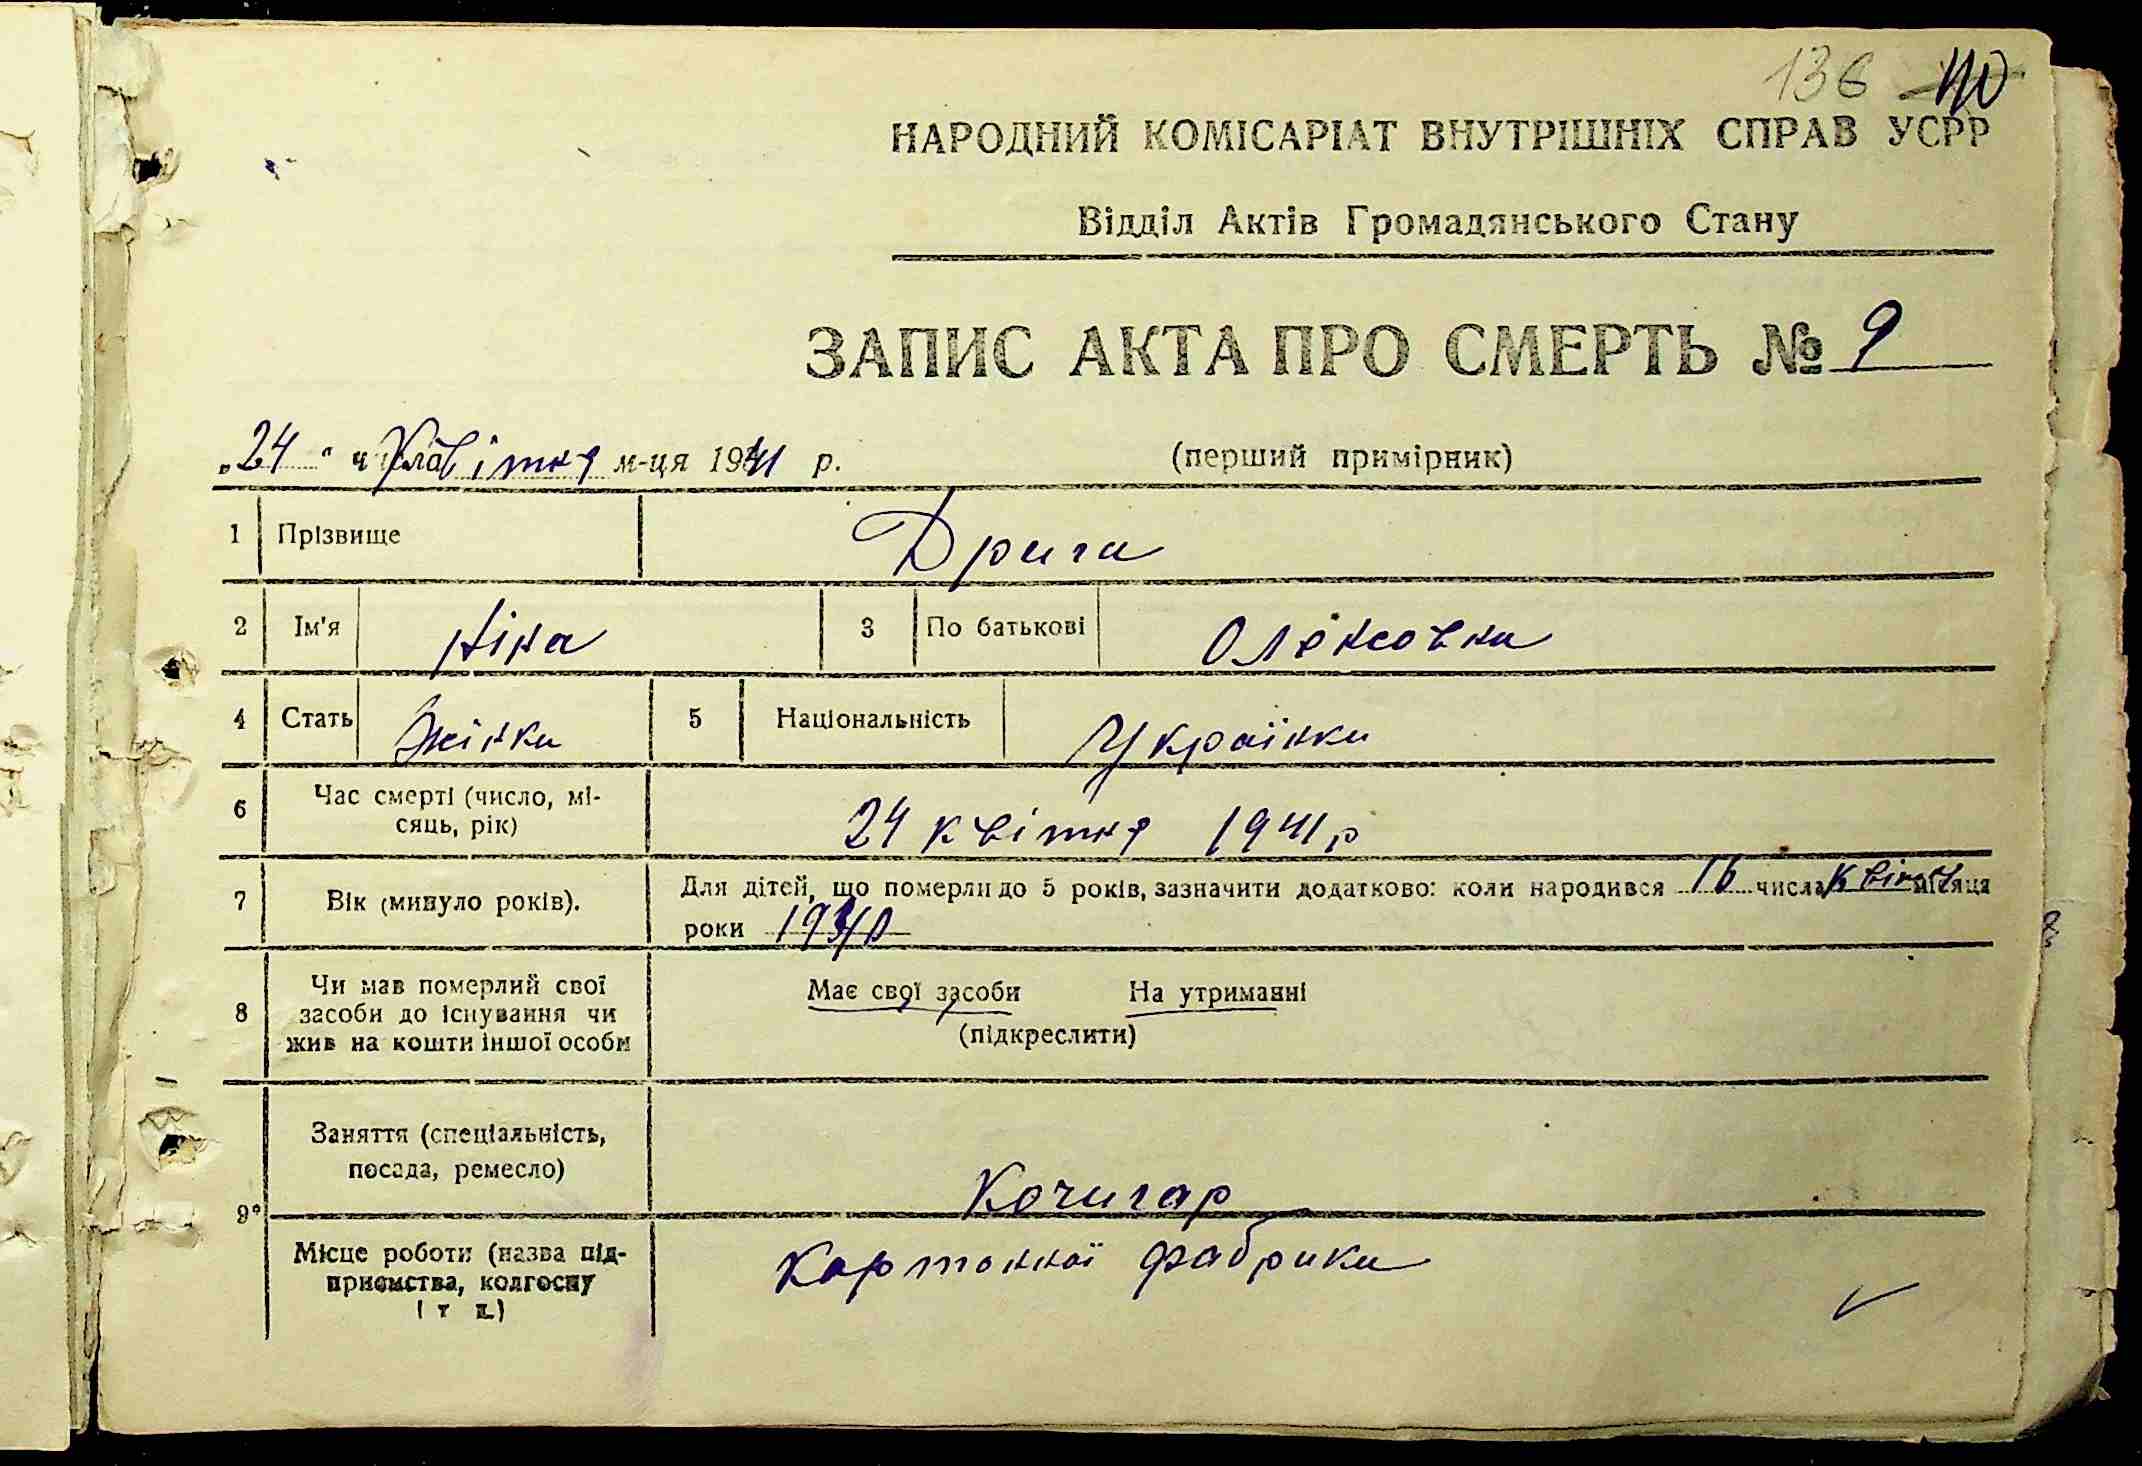 136 110
НАРОДНИЙ КОМІСАРІАТ ВНУТРІШНІХ СПРАВ УСРР
Відділ Актів Громадянського Стану
ЗАПИС АКТА ПРО СМЕРТЬ № 9
„24" числа Квітня м-ця 1941 р. (перший примірник)
1 Прізвище Дрига
2 Ім'я Ніна 3 По батькові Олексовна
4 Стать Жінка 5 Національність Українка
6 Час смерті (число, мі-
сяць, рік) 24 квітня 1941 р
7 Вік (минуло років). Для дітей, що померли до 5 років, зазначити додатково: коли народився 16 числа квітня місяця
роки 1940
8 Чи мав померлий свої
засоби до існування чи
жив на кошти іншої особи
Має свої засоби На утриманні
(підкреслити)
9 Заняття (спеціальність,
посада, ремесло) Кочигар
Місце роботи (назва під-
приємства, колгоспу
і т п.) Картонної фабрики